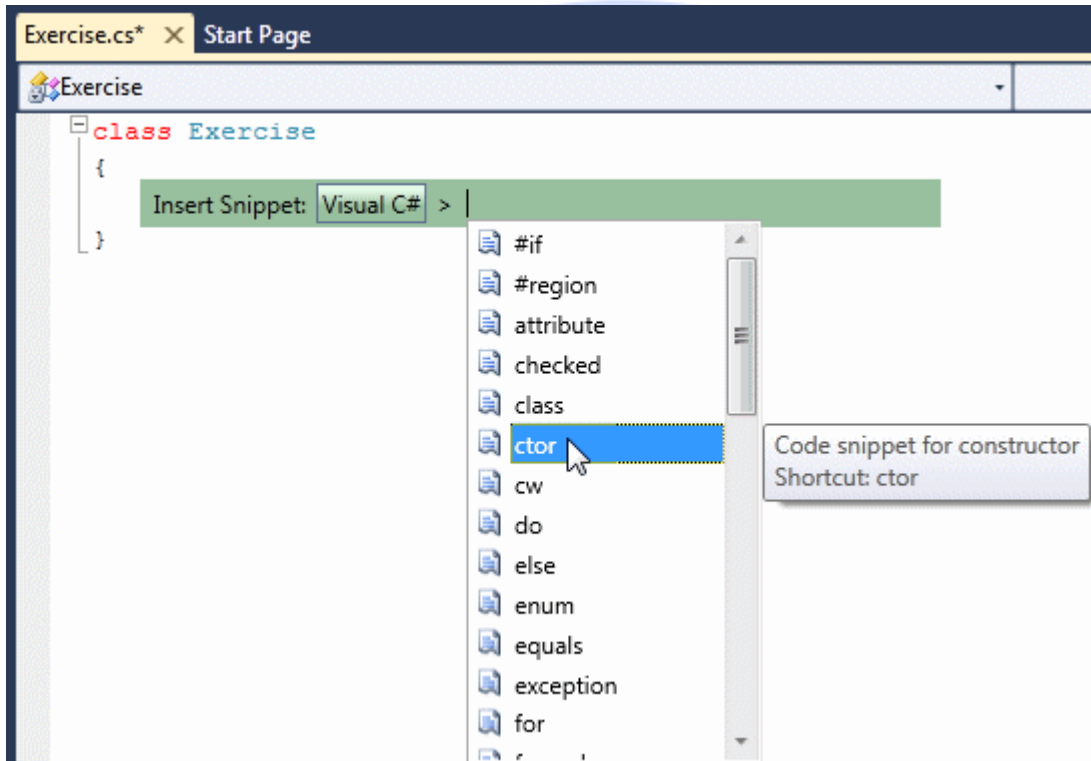 Exercise.cs* Start Page
Exercise
class Exercise
{
Insert Snippet: Visual C# >
}
#if
#region
attribute
checked
class
ctor
Code snippet for constructor
Shortcut: ctor
cw
do
else
enum
equals
exception
for